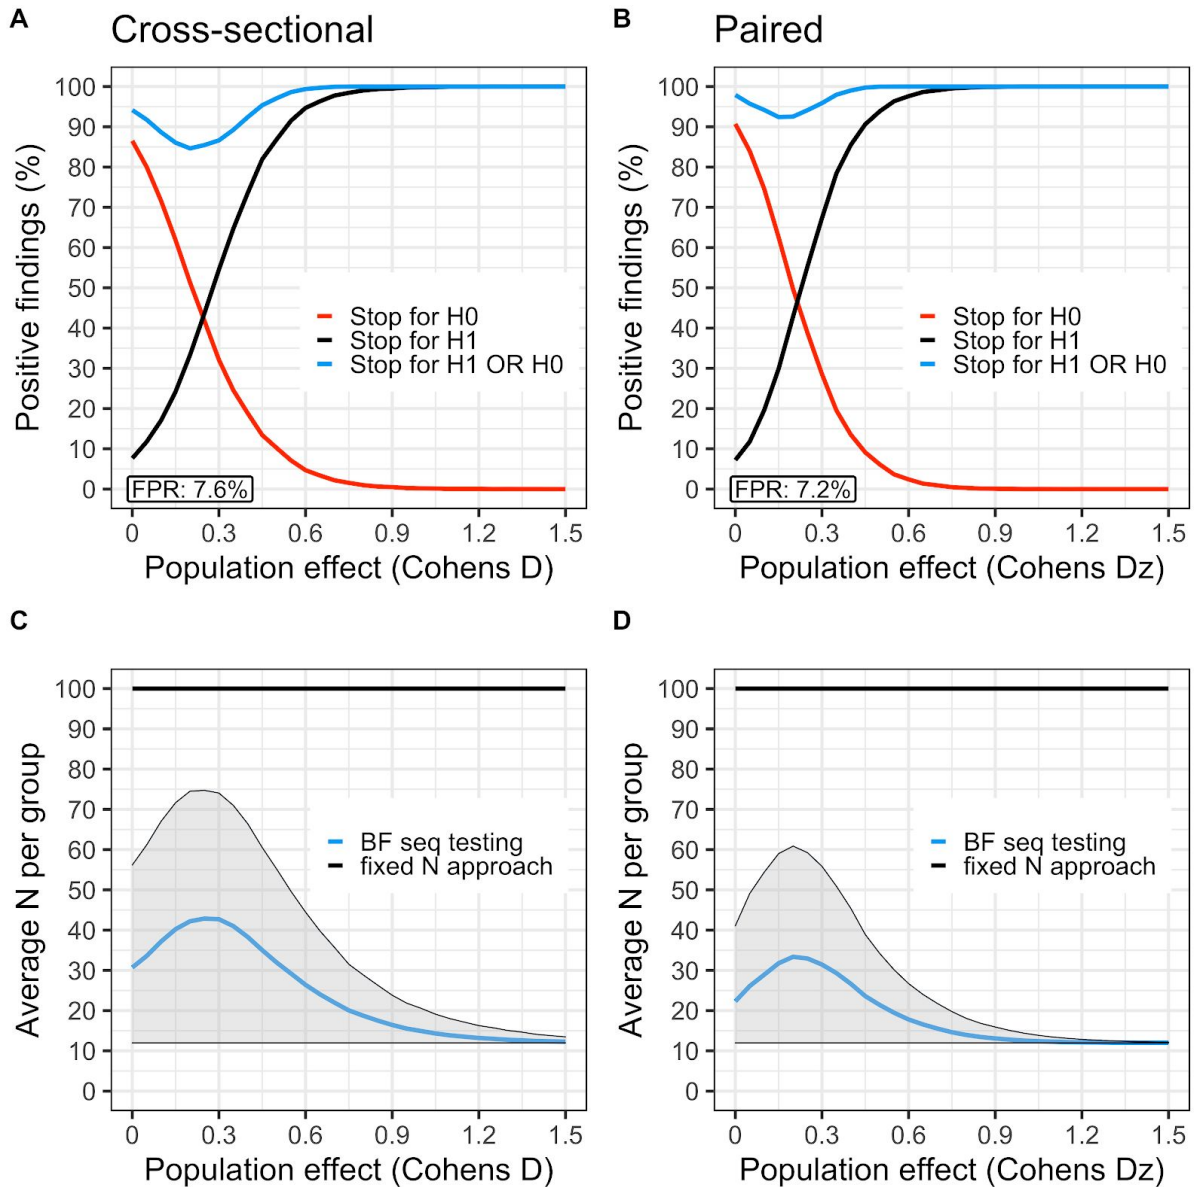 A
Cross-sectional
Positive findings (%)
100
90
80
70
60
50
40
30
20
10
0
Stop for H0
Stop for H1
Stop for H1 OR H0
FPR: 7.6%
0 0.3 0.6 0.9 1.2 1.5
Population effect (Cohens D)
B
Paired
Positive findings (%)
100
90
80
70
60
50
40
30
20
10
0
Stop for H0
Stop for H1
Stop for H1 OR H0
FPR: 7.2%
0 0.3 0.6 0.9 1.2 1.5
Population effect (Cohens Dz)
C
Average N per group
100
90
80
70
60
50
40
30
20
10
0
BF seq testing
fixed N approach
0 0.3 0.6 0.9 1.2 1.5
Population effect (Cohens D)
D
Average N per group
100
90
80
70
60
50
40
30
20
10
0
BF seq testing
fixed N approach
0 0.3 0.6 0.9 1.2 1.5
Population effect (Cohens Dz)